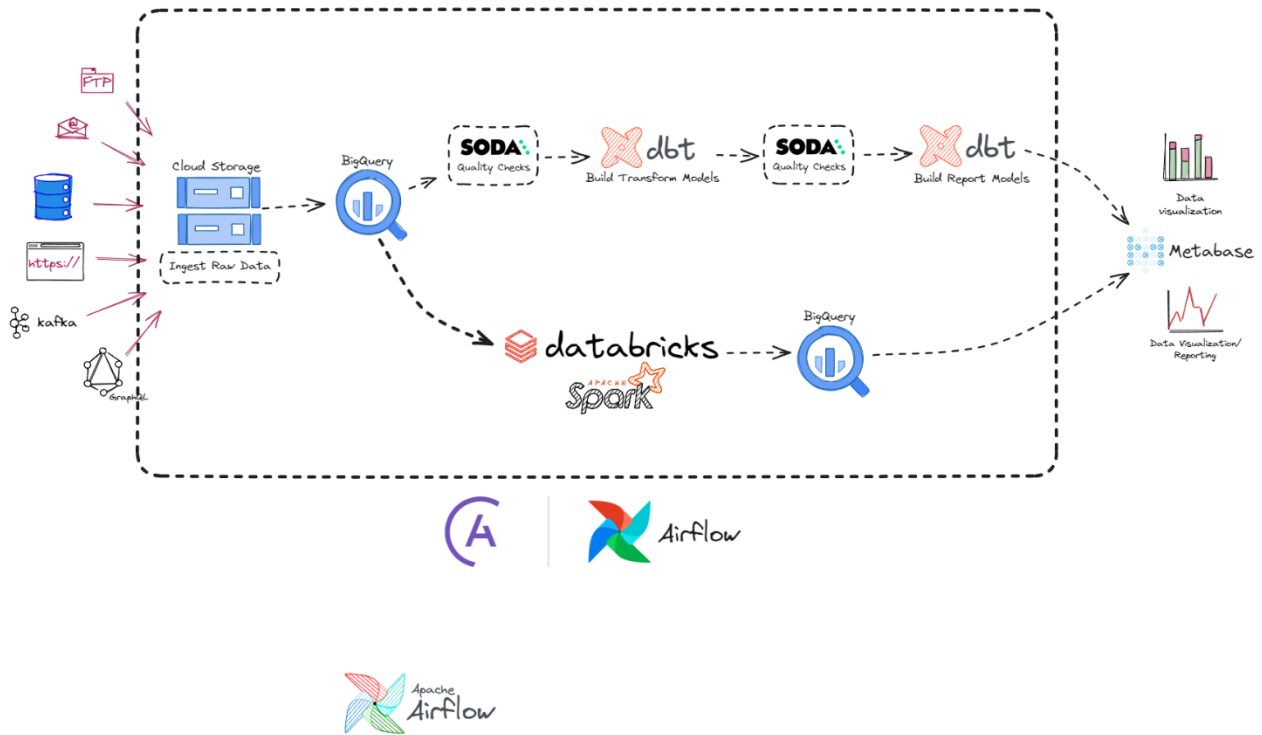 FTP
@
Cloud Storage
BigQuery
SODA
Quality Checks
dbt
Build Transform Models
SODA
Quality Checks
dbt
Build Report Models
Data
visualization
https://
Ingest Raw Data
Metabase
kafka
GraphQL
databricks
APACHE
Spark
BigQuery
Data Visualization/
Reporting
A
Airflow
Apache
Airflow